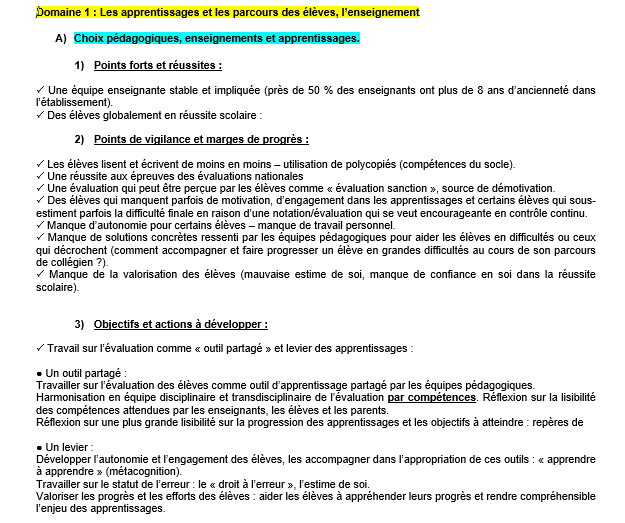 Domaine 1 : Les apprentissages et les parcours des élèves, l'enseignement
A) Choix pédagogiques, enseignements et apprentissages.
1) Points forts et réussites :
✓ Une équipe enseignante stable et impliquée (près de 50 % des enseignants ont plus de 8 ans d'ancienneté dans
l'établissement).
✓ Des élèves globalement en réussite scolaire :
2) Points de vigilance et marges de progrès :
✓ Les élèves lisent et écrivent de moins en moins – utilisation de polycopiés (compétences du socle).
✓ Une réussite aux épreuves des évaluations nationales
✓ Une évaluation qui peut être perçue par les élèves comme « évaluation sanction », source de démotivation.
✓ Des élèves qui manquent parfois de motivation, d'engagement dans les apprentissages et certains élèves qui sous-
estiment parfois la difficulté finale en raison d'une notation/évaluation qui se veut encourageante en contrôle continu.
✓ Manque d'autonomie pour certains élèves – manque de travail personnel.
✓ Manque de solutions concrètes ressenti par les équipes pédagogiques pour aider les élèves en difficultés ou ceux
qui décrochent (comment accompagner et faire progresser un élève en grandes difficultés au cours de son parcours
de collégien ?).
✓ Manque de la valorisation des élèves (mauvaise estime de soi, manque de confiance en soi dans la réussite
scolaire).
3) Objectifs et actions à développer :
✓ Travail sur l'évaluation comme « outil partagé » et levier des apprentissages :
● Un outil partagé :
Travailler sur l'évaluation des élèves comme outil d'apprentissage partagé par les équipes pédagogiques.
Harmonisation en équipe disciplinaire et transdisciplinaire de l'évaluation par compétences. Réflexion sur la lisibilité
des compétences attendues par les enseignants, les élèves et les parents.
Réflexion sur une plus grande lisibilité sur la progression des apprentissages et les objectifs à atteindre : repères de
● Un levier :
Développer l'autonomie et l'engagement des élèves, les accompagner dans l'appropriation de ces outils : « apprendre
à apprendre » (métacognition).
Travailler sur le statut de l'erreur : le « droit à l'erreur », l'estime de soi.
Valoriser les progrès et les efforts des élèves : aider les élèves à appréhender leurs progrès et rendre compréhensible
l'enjeu des apprentissages.